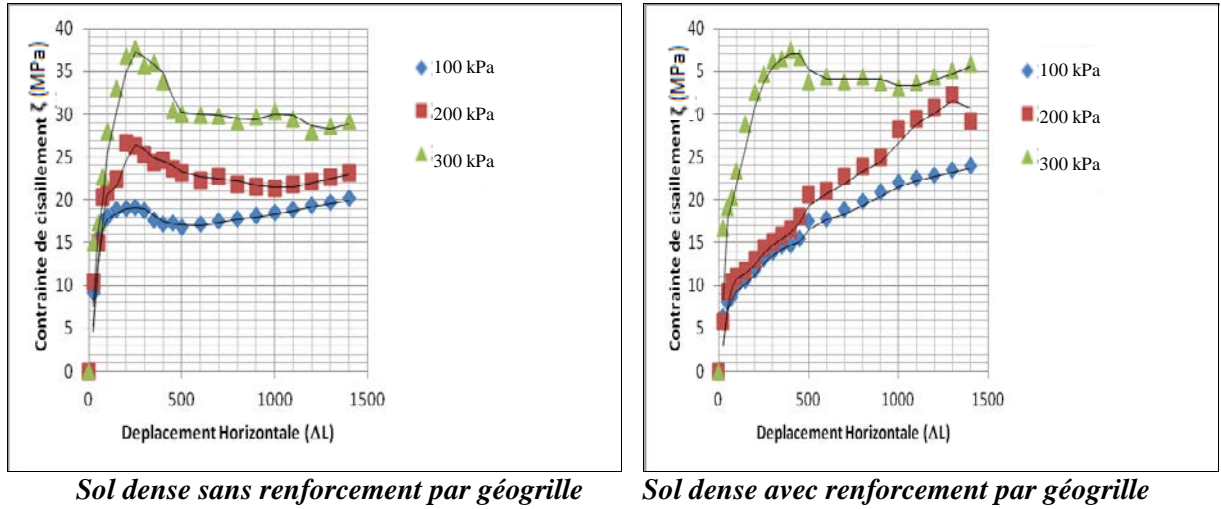 Contrainte de cisaillement ζ (MPa)
40
35
30
25
20
15
10
5
0
0 500 1000 1500
Deplacement Horizontale (ΛL)
100 kPa
200 kPa
300 kPa
Contrainte de cisaillement ζ (MPa)
40
35
30
25
20
15
10
5
0
0 500 1000 1500
Deplacement Horizontale (ΛL)
100 kPa
200 kPa
300 kPa
Sol dense sans renforcement par géogrille
Sol dense avec renforcement par géogrille